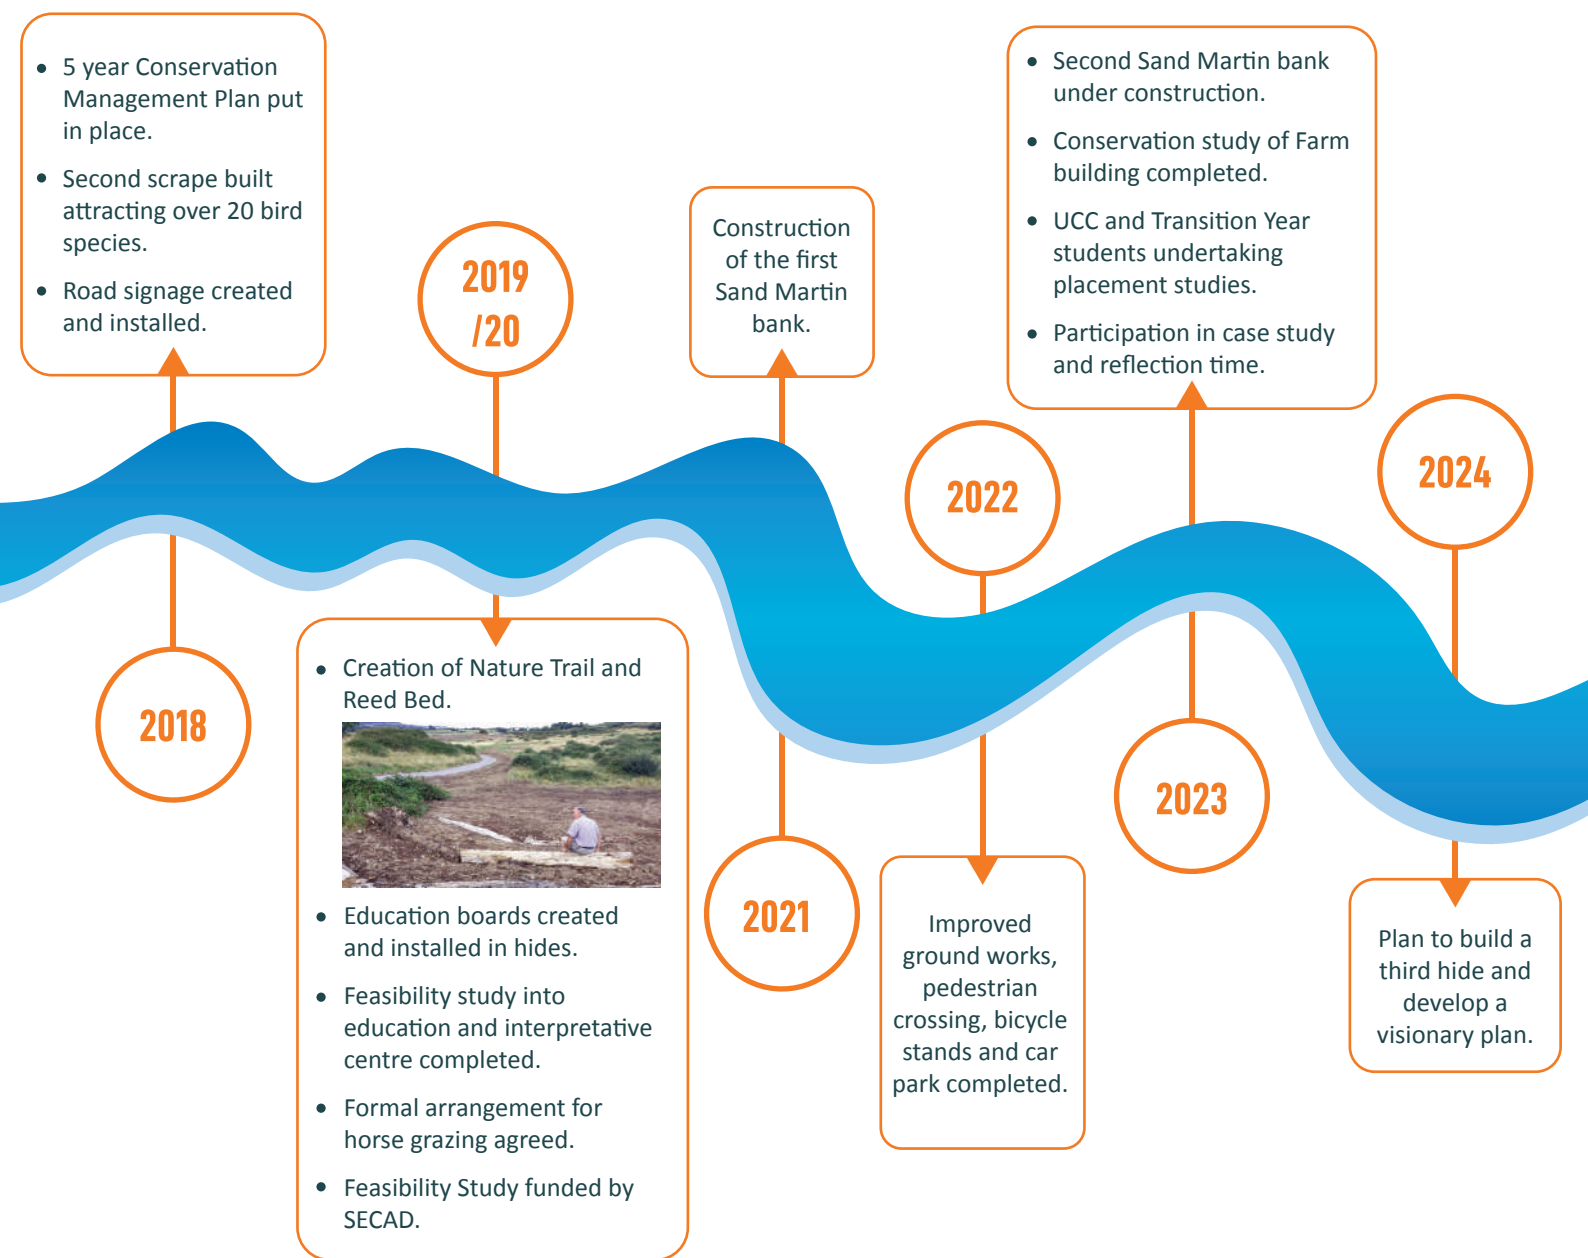 • 5 year Conservation
Management Plan put
in place.
• Second scrape built
attracting over 20 bird
species.
• Road signage created
and installed.
2018
2019
/20
• Creation of Nature Trail and
Reed Bed.
• Education boards created
and installed in hides.
• Feasibility study into
education and interpretative
centre completed.
• Formal arrangement for
horse grazing agreed.
• Feasibility Study funded by
SECAD.
Construction
of the first
Sand Martin
bank.
2021
2022
Improved
ground works,
pedestrian
crossing, bicycle
stands and car
park completed.
• Second Sand Martin bank
under construction.
• Conservation study of Farm
building completed.
• UCC and Transition Year
students undertaking
placement studies.
• Participation in case study
and reflection time.
2023
2024
Plan to build a
third hide and
develop a
visionary plan.